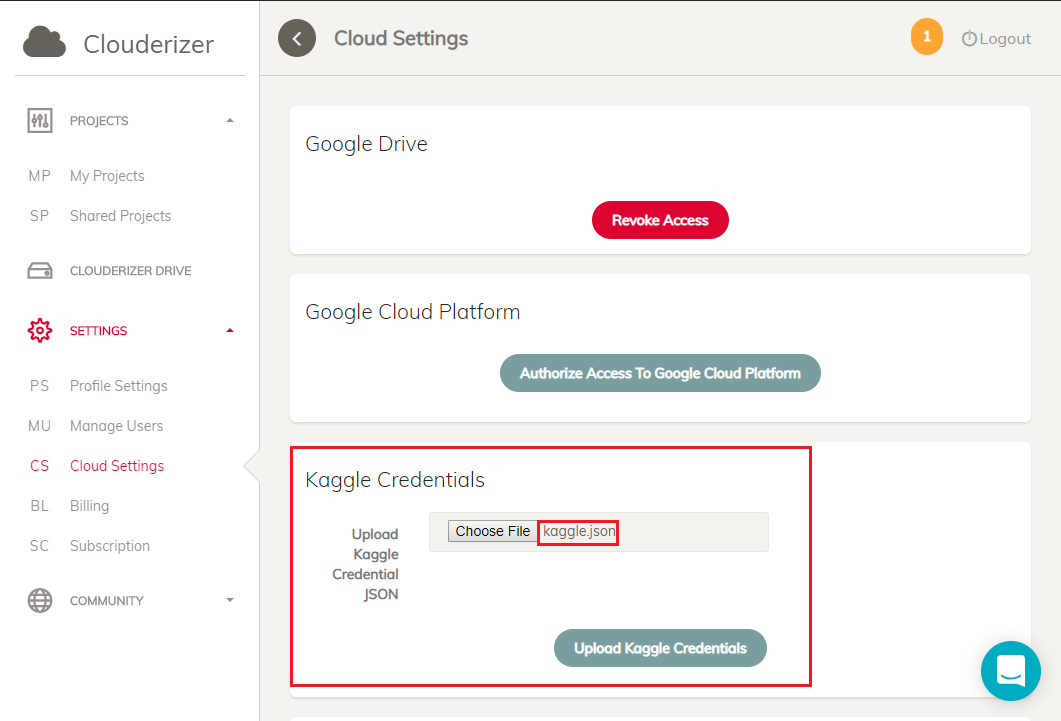 Clouderizer
Cloud Settings
1
Logout
PROJECTS
MP My Projects
SP Shared Projects
CLOUDERIZER DRIVE
SETTINGS
PS Profile Settings
MU Manage Users
CS Cloud Settings
BL Billing
SC Subscription
COMMUNITY
Google Drive
Revoke Access
Google Cloud Platform
Authorize Access To Google Cloud Platform
Kaggle Credentials
Upload
Kaggle
Credential
JSON
Choose File kaggle.json
Upload Kaggle Credentials